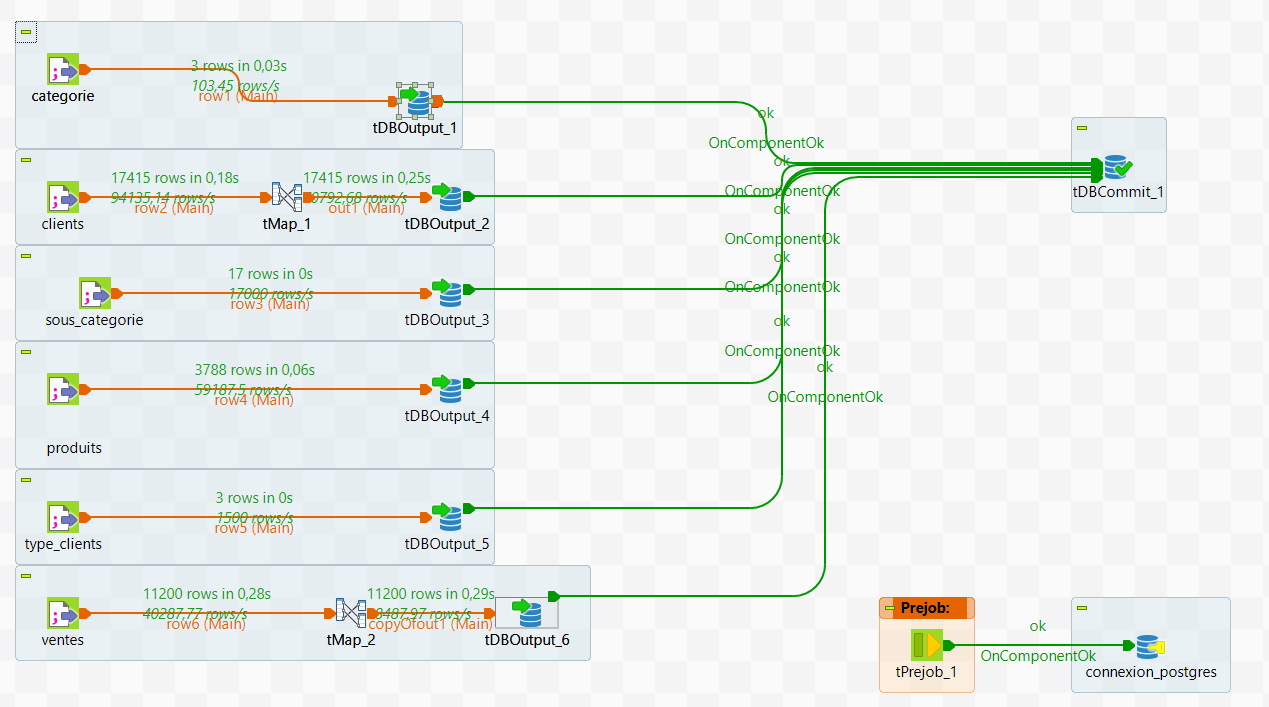 3 rows in 0,03s
103,45 rows/s
row1 (Main)
categorie
tDBOutput_1
ok
OnComponentOk
17415 rows in 0,18s
94135,14 rows/s
row2 (Main)
17415 rows in 0,25s
out1 (Main)
clients
tMap_1
tDBOutput_2
ok
OnComponentOk
tDBCommit_1
17 rows in 0s
17000 rows/s
row3 (Main)
sous_categorie
tDBOutput_3
ok
OnComponentOk
3788 rows in 0,06s
59187,5 rows/s
row4 (Main)
produits
tDBOutput_4
ok
OnComponentOk
3 rows in 0s
1500 rows/s
row5 (Main)
type_clients
tDBOutput_5
ok
OnComponentOk
11200 rows in 0,28s
40287,77 rows/s
row6 (Main)
11200 rows in 0,29s
copyOfout1 (Main)
ventes
tMap_2
tDBOutput_6
ok
OnComponentOk
Prejob:
tPrejob_1
ok
OnComponentOk
connexion_postgres